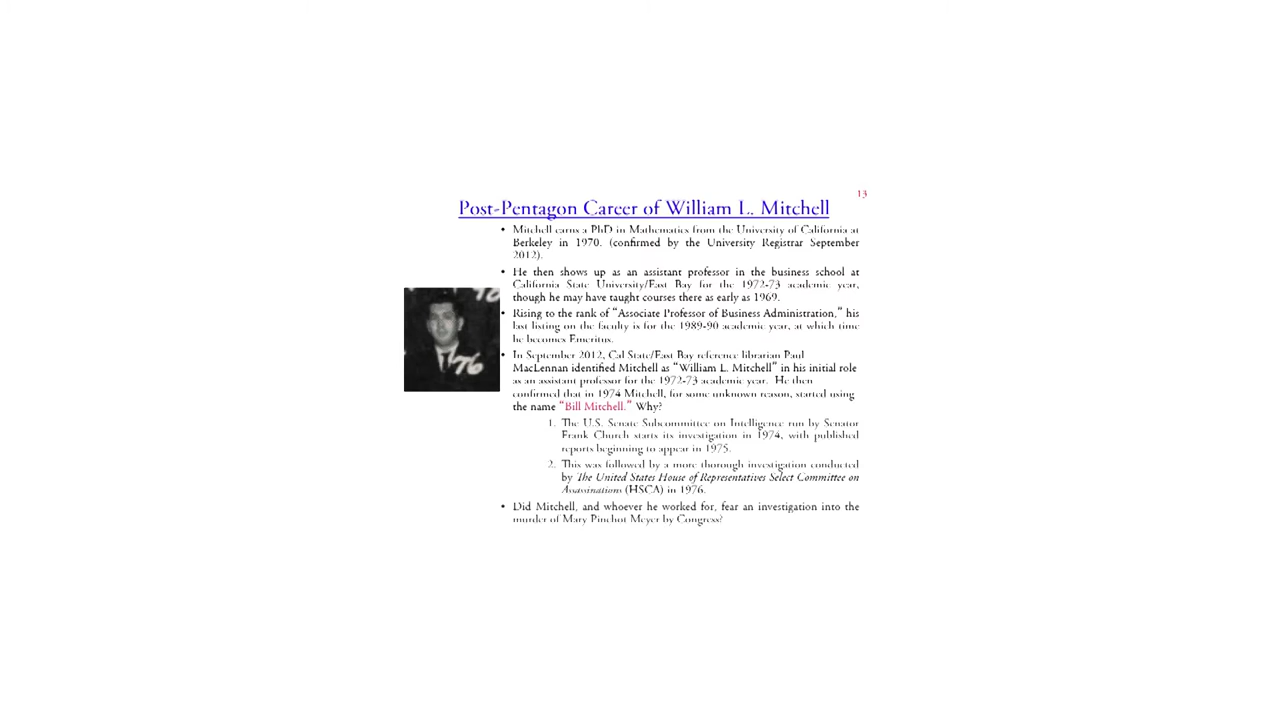 13
Post-Pentagon Career of William L. Mitchell
• Mitchell earns a PhD in Mathematics from the University of California at
Berkeley in 1970. (confirmed by the University Registrar September
2012).
• He then shows up as an assistant professor in the business school at
California State University/East Bay for the 1972-73 academic year,
though he may have taught courses there as early as 1969.
• Rising to the rank of “Associate Professor of Business Administration,” his
last listing on the faculty is for the 1989-90 academic year, at which time
he becomes Emeritus.
• In September 2012, Cal State/East Bay reference librarian Paul
MacLennan identified Mitchell as “William L. Mitchell” in his initial role
as an assistant professor for the 1972-73 academic year. He then
confirmed that in 1974 Mitchell, for some unknown reason, started using
the name “Bill Mitchell.” Why?
1. The U.S. Senate Subcommittee on Intelligence run by Senator
Frank Church starts its investigation in 1974, with published
reports beginning to appear in 1975.
2. This was followed by a more thorough investigation conducted
by The United States House of Representatives Select Committee on
Assassinations (HSCA) in 1976.
• Did Mitchell, and whoever he worked for, fear an investigation into the
murder of Mary Pinchot Meyer by Congress?
76